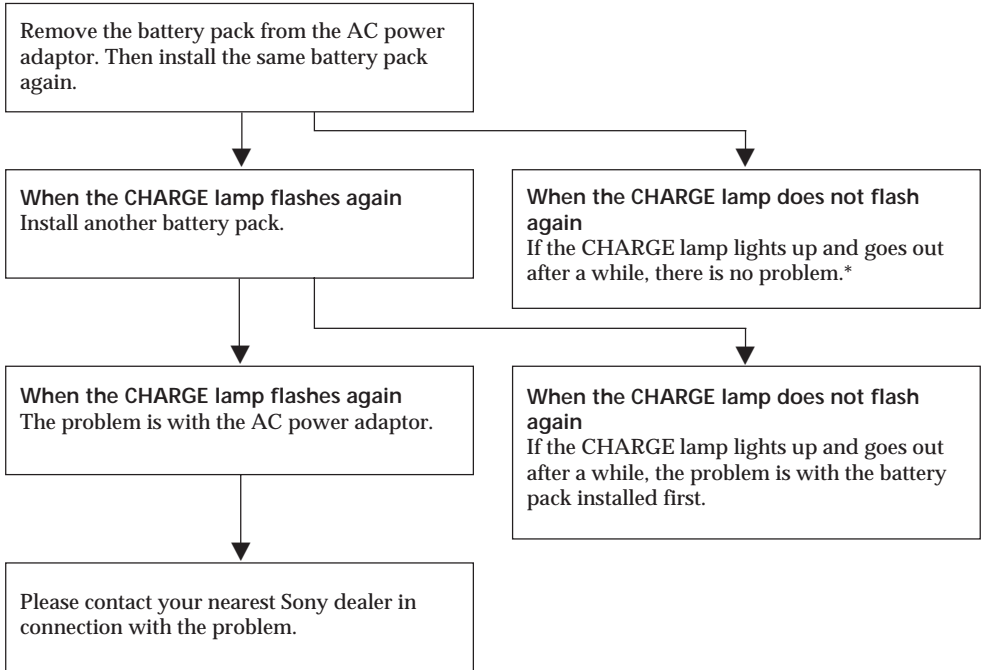 Remove the battery pack from the AC power
adaptor. Then install the same battery pack
again.
When the CHARGE lamp flashes again
Install another battery pack.
When the CHARGE lamp does not flash
again
If the CHARGE lamp lights up and goes out
after a while, there is no problem.*
When the CHARGE lamp flashes again
The problem is with the AC power adaptor.
When the CHARGE lamp does not flash
again
If the CHARGE lamp lights up and goes out
after a while, the problem is with the battery
pack installed first.
Please contact your nearest Sony dealer in
connection with the problem.